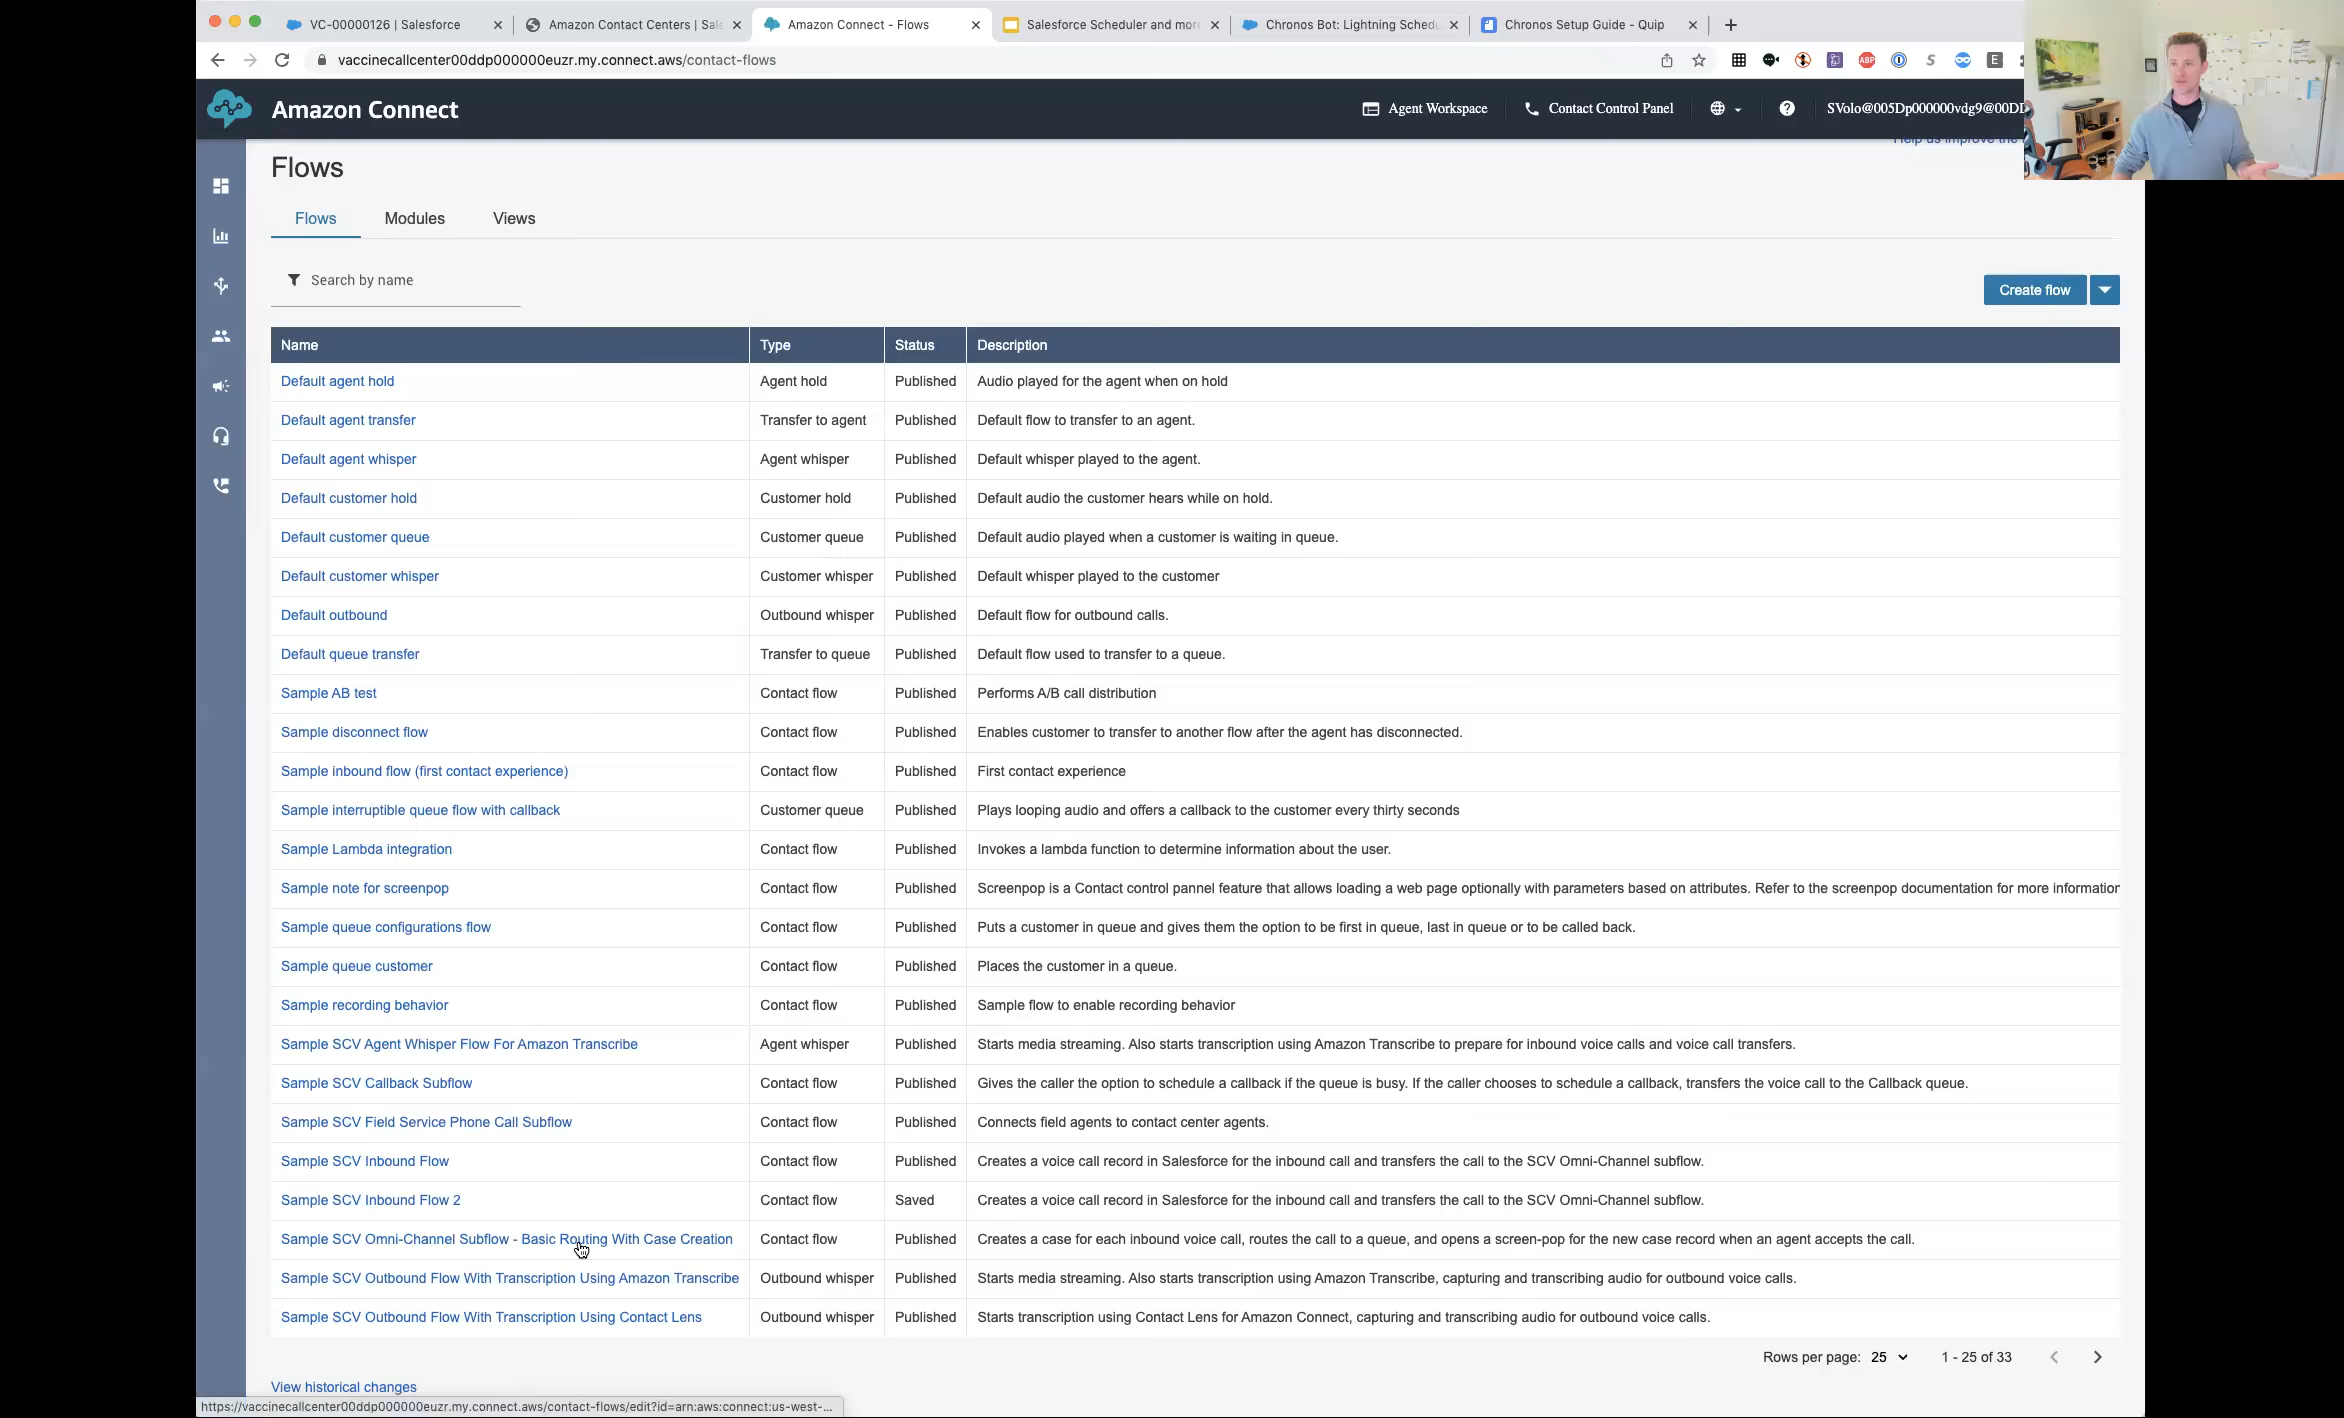 VC-00000126 | Salesforce
Amazon Contact Centers | Sale
Amazon Connect - Flows
Salesforce Scheduler and more
Chronos Bot: Lightning Schedu
Chronos Setup Guide - Quip
vaccinecallcenter00ddp000000euzr.my.connect.aws/contact-flows
ABP
S
E
Amazon Connect
Agent Workspace
Contact Control Panel
SVolo@005Dp000000vdg9@00DD
Help us improve the
Flows
Flows Modules Views
Search by name
Create flow
Name Type Status Description
Default agent hold Agent hold Published Audio played for the agent when on hold
Default agent transfer Transfer to agent Published Default flow to transfer to an agent.
Default agent whisper Agent whisper Published Default whisper played to the agent.
Default customer hold Customer hold Published Default audio the customer hears while on hold.
Default customer queue Customer queue Published Default audio played when a customer is waiting in queue.
Default customer whisper Customer whisper Published Default whisper played to the customer
Default outbound Outbound whisper Published Default flow for outbound calls.
Default queue transfer Transfer to queue Published Default flow used to transfer to a queue.
Sample AB test Contact flow Published Performs A/B call distribution
Sample disconnect flow Contact flow Published Enables customer to transfer to another flow after the agent has disconnected.
Sample inbound flow (first contact experience) Contact flow Published First contact experience
Sample interruptible queue flow with callback Customer queue Published Plays looping audio and offers a callback to the customer every thirty seconds
Sample Lambda integration Contact flow Published Invokes a lambda function to determine information about the user.
Sample note for screenpop Contact flow Published Screenpop is a Contact control pannel feature that allows loading a web page optionally with parameters based on attributes. Refer to the screenpop documentation for more information
Sample queue configurations flow Contact flow Published Puts a customer in queue and gives them the option to be first in queue, last in queue or to be called back.
Sample queue customer Contact flow Published Places the customer in a queue.
Sample recording behavior Contact flow Published Sample flow to enable recording behavior
Sample SCV Agent Whisper Flow For Amazon Transcribe Agent whisper Published Starts media streaming. Also starts transcription using Amazon Transcribe to prepare for inbound voice calls and voice call transfers.
Sample SCV Callback Subflow Contact flow Published Gives the caller the option to schedule a callback if the queue is busy. If the caller chooses to schedule a callback, transfers the voice call to the Callback queue.
Sample SCV Field Service Phone Call Subflow Contact flow Published Connects field agents to contact center agents.
Sample SCV Inbound Flow Contact flow Published Creates a voice call record in Salesforce for the inbound call and transfers the call to the SCV Omni-Channel subflow.
Sample SCV Inbound Flow 2 Contact flow Saved Creates a voice call record in Salesforce for the inbound call and transfers the call to the SCV Omni-Channel subflow.
Sample SCV Omni-Channel Subflow - Basic Routing With Case Creation Contact flow Published Creates a case for each inbound voice call, routes the call to a queue, and opens a screen-pop for the new case record when an agent accepts the call.
Sample SCV Outbound Flow With Transcription Using Amazon Transcribe Outbound whisper Published Starts media streaming. Also starts transcription using Amazon Transcribe, capturing and transcribing audio for outbound voice calls.
Sample SCV Outbound Flow With Transcription Using Contact Lens Outbound whisper Published Starts transcription using Contact Lens for Amazon Connect, capturing and transcribing audio for outbound voice calls.
Rows per page: 25 1 - 25 of 33
View historical changes
https://vaccinecallcenter00ddp000000euzr.my.connect.aws/contact-flows/edit?id=arn:aws:connect:us-west-...